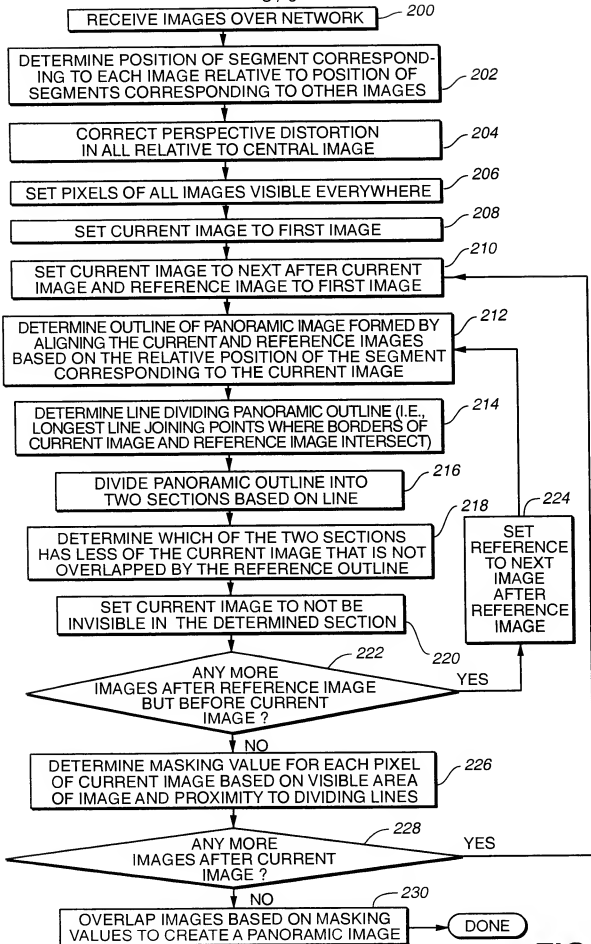 RECEIVE IMAGES OVER NETWORK
200
DETERMINE POSITION OF SEGMENT CORRESPOND-
ING TO EACH IMAGE RELATIVE TO POSITION OF
SEGMENTS CORRESPONDING TO OTHER IMAGES
202
CORRECT PERSPECTIVE DISTORTION
IN ALL RELATIVE TO CENTRAL IMAGE
204
SET PIXELS OF ALL IMAGES VISIBLE EVERYWHERE
206
SET CURRENT IMAGE TO FIRST IMAGE
208
SET CURRENT IMAGE TO NEXT AFTER CURRENT
IMAGE AND REFERENCE IMAGE TO FIRST IMAGE
210
DETERMINE OUTLINE OF PANORAMIC IMAGE FORMED BY
ALIGNING THE CURRENT AND REFERENCE IMAGES
BASED ON THE RELATIVE POSITION OF THE SEGMENT
CORRESPONDING TO THE CURRENT IMAGE
212
DETERMINE LINE DIVIDING PANORAMIC OUTLINE (I.E.,
LONGEST LINE JOINING POINTS WHERE BORDERS OF
CURRENT IMAGE AND REFERENCE IMAGE INTERSECT)
214
DIVIDE PANORAMIC OUTLINE INTO
TWO SECTIONS BASED ON LINE
216
DETERMINE WHICH OF THE TWO SECTIONS
HAS LESS OF THE CURRENT IMAGE THAT IS NOT
OVERLAPPED BY THE REFERENCE OUTLINE
218
SET CURRENT IMAGE TO NOT BE
INVISIBLE IN THE DETERMINED SECTION
220
224
SET
REFERENCE
TO NEXT
IMAGE
AFTER
REFERENCE
IMAGE
222
ANY MORE
IMAGES AFTER REFERENCE IMAGE
BUT BEFORE CURRENT
IMAGE ?
YES
NO
DETERMINE MASKING VALUE FOR EACH PIXEL
OF CURRENT IMAGE BASED ON VISIBLE AREA
OF IMAGE AND PROXIMITY TO DIVIDING LINES
226
228
ANY MORE
IMAGES AFTER CURRENT
IMAGE ?
YES
NO
230
OVERLAP IMAGES BASED ON MASKING
VALUES TO CREATE A PANORAMIC IMAGE
DONE